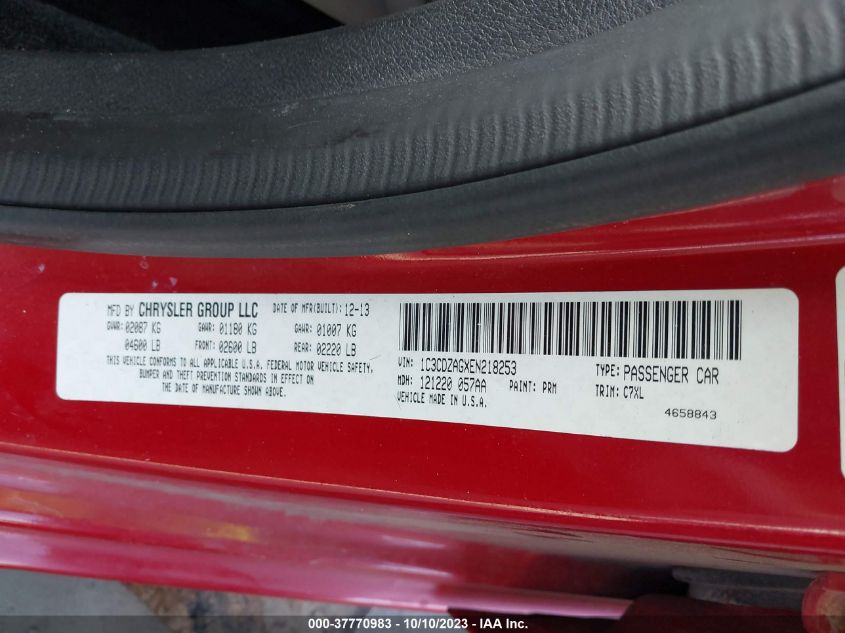 MFD BY CHRYSLER GROUP LLC DATE OF MFR(BUILT): 12-13
GVWR: 02087 KG GAWR: 01180 KG GAWR: 01007 KG
04600 LB FRONT: 02600 LB REAR: 02220 LB
THIS VEHICLE CONFORMS TO ALL APPLICABLE U.S.A. FEDERAL MOTOR VEHICLE SAFETY,
BUMPER AND THEFT PREVENTION STANDARDS IN EFFECT ON
THE DATE OF MANUFACTURE SHOWN ABOVE.
VIN: 1C3CDZAGXEN218253 TYPE: PASSENGER CAR
MDH: 121220 057AA PAINT: PRM TRIM: C7XL
VEHICLE MADE IN U.S.A. 4658843
000-37770983 - 10/10/2023 - IAA Inc.